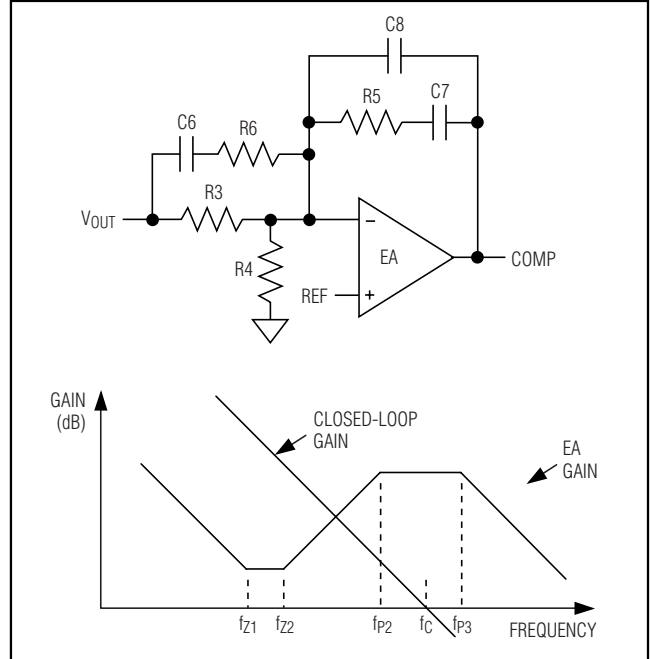 C8
R5
C7
C6
R6
R3
VOUT
R4
EA
COMP
REF
−
+
GAIN
(dB)
CLOSED-LOOP
GAIN
EA
GAIN
fZ1
fZ2
fP2
fC
fP3
FREQUENCY